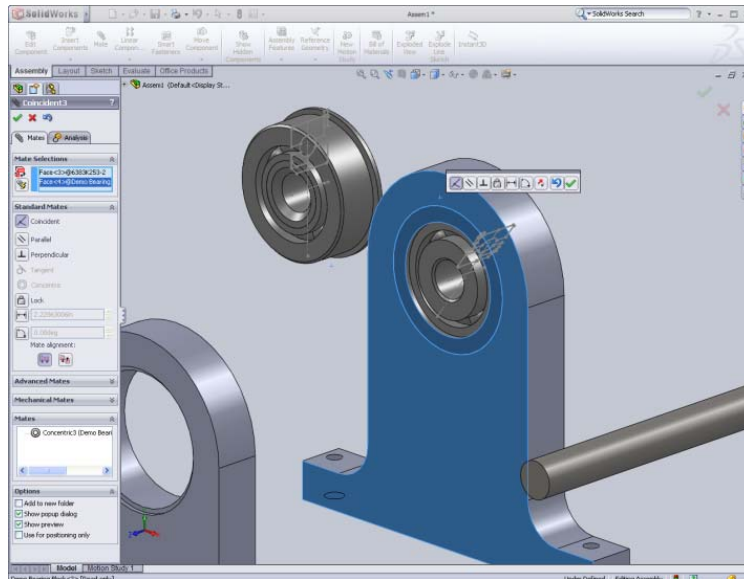 SolidWorks
Assem1 *
SolidWorks Search
Edit Component
Insert Components
Mate
Linear Compon...
Smart Fasteners
Move Component
Show Hidden Components
Assembly Features
Reference Geometry
New Motion Study
Bill of Materials
Exploded View
Explode Line Sketch
Instant3D
Assembly Layout Sketch Evaluate Office Products
Assem1 (Default<Display St...
Coincident3 ?
Mates Analysis
Mate Selections
Face<3>@6383K253-2
Face<4>@Demo Bearing
Standard Mates
Coincident
Parallel
Perpendicular
Tangent
Concentric
Lock
Mate alignment:
Advanced Mates
Mechanical Mates
Mates
Concentric3 (Demo Beari
Options
Add to new folder
Show popup dialog
Show preview
Use for positioning only
Model Motion Study 1
Under Defined Editing Assembly